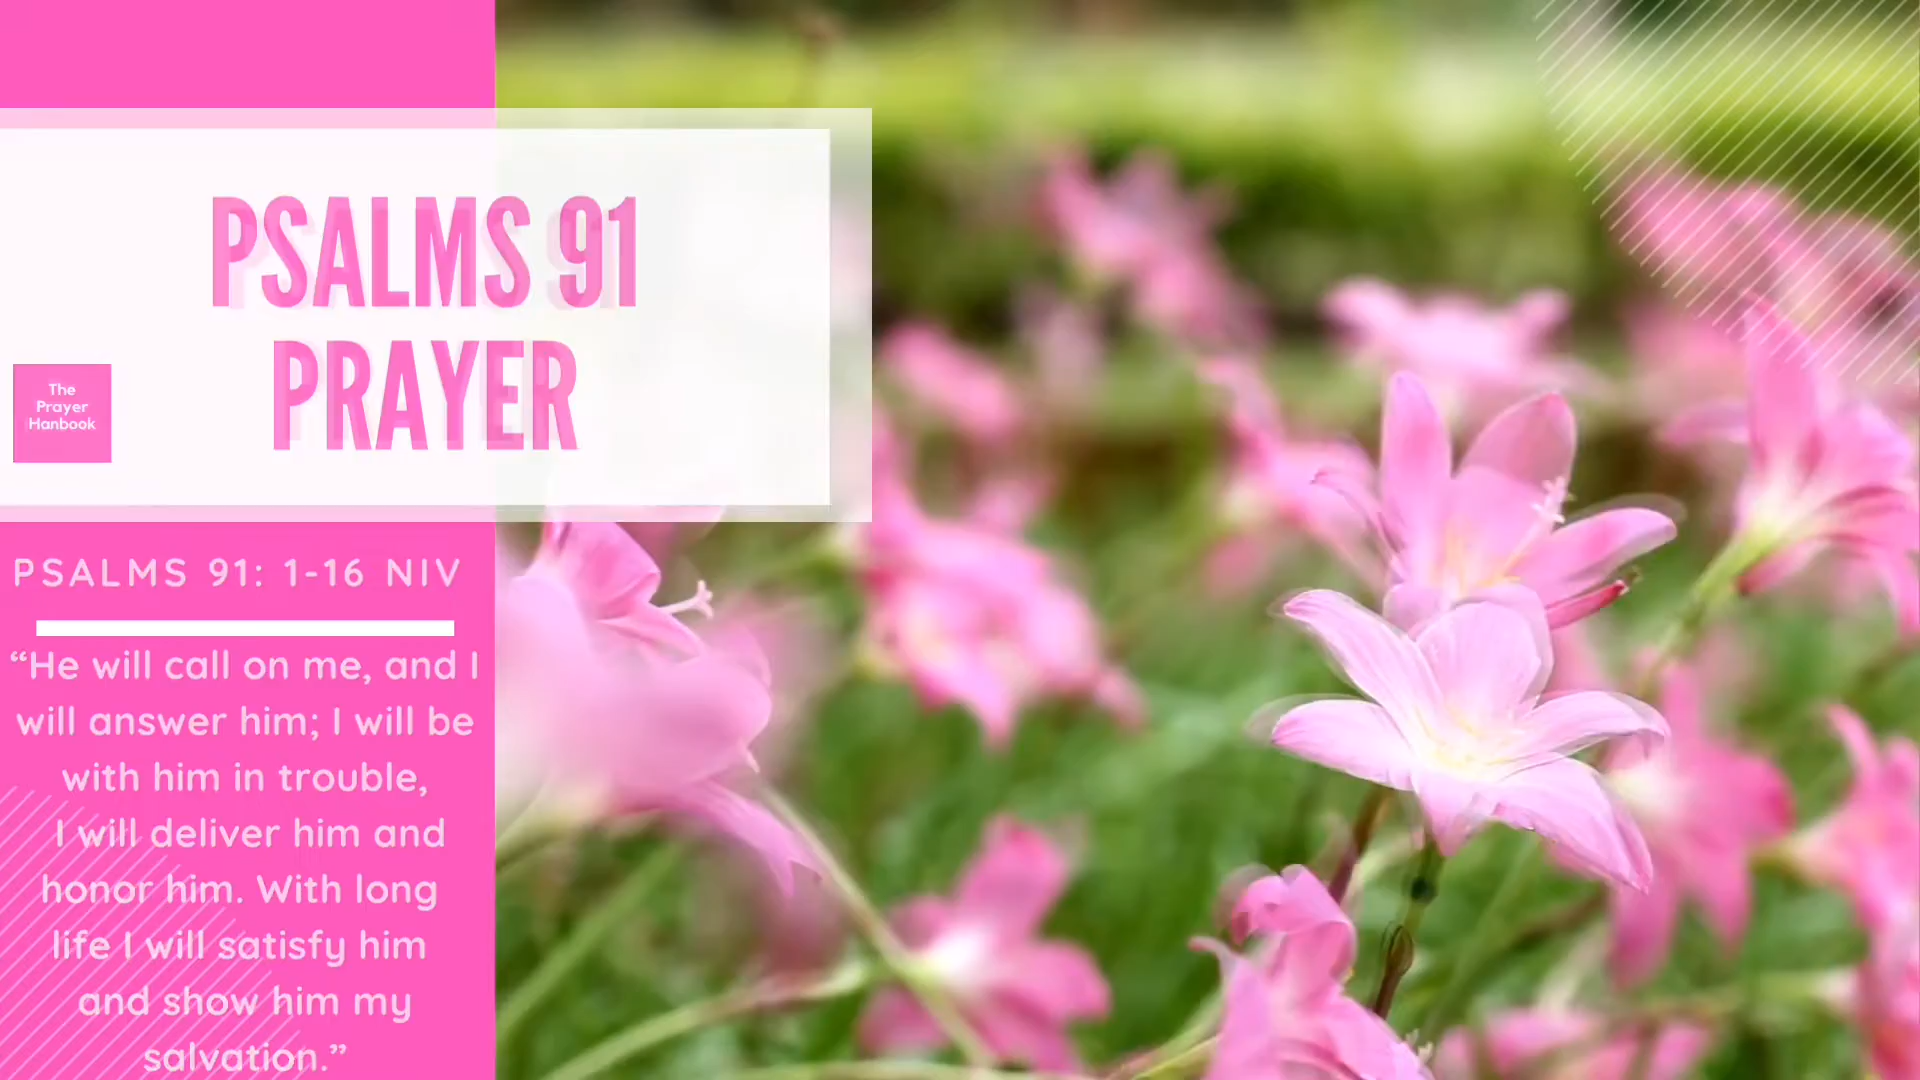 PSALMS 91
PRAYER
The
Prayer
Hanbook
PSALMS 91: 1-16 NIV
“He will call on me, and I
will answer him; I will be
with him in trouble,
I will deliver him and
honor him. With long
life I will satisfy him
and show him my
salvation.”